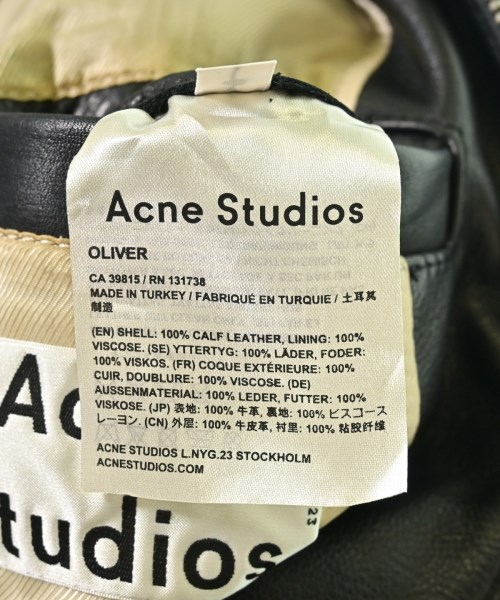 Acne Studios
OLIVER
CA 39815 / RN 131738
MADE IN TURKEY / FABRIQUÉ EN TURQUIE / 土耳其
制造
(EN) SHELL: 100% CALF LEATHER, LINING: 100%
VISCOSE. (SE) YTTERTYG: 100% LÄDER, FODER:
100% VISKOS. (FR) COQUE EXTÉRIEURE: 100%
CUIR, DOUBLURE: 100% VISCOSE. (DE)
AUSSENMATERIAL: 100% LEDER, FUTTER: 100%
VISKOSE. (JP) 表地: 100% 牛革, 裏地: 100% ビスコース
レーヨン. (CN) 外层: 100% 牛皮革, 衬里: 100% 粘胶纤维
ACNE STUDIOS L.NYG.23 STOCKHOLM
ACNESTUDIOS.COM
Ac
tudios
23